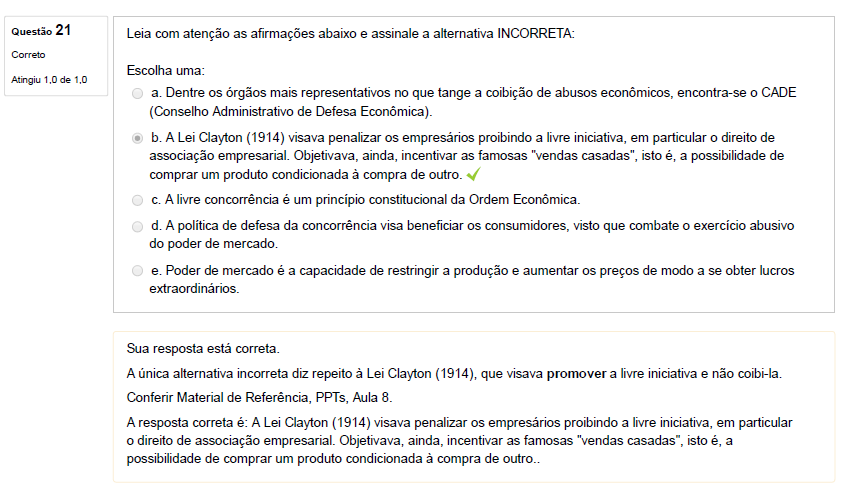 Questão 21
Correto
Atingiu 1,0 de 1,0
Leia com atenção as afirmações abaixo e assinale a alternativa INCORRETA:
Escolha uma:
a. Dentre os órgãos mais representativos no que tange a coibição de abusos econômicos, encontra-se o CADE
(Conselho Administrativo de Defesa Econômica).
b. A Lei Clayton (1914) visava penalizar os empresários proibindo a livre iniciativa, em particular o direito de
associação empresarial. Objetivava, ainda, incentivar as famosas "vendas casadas", isto é, a possibilidade de
comprar um produto condicionada à compra de outro.
c. A livre concorrência é um princípio constitucional da Ordem Econômica.
d. A política de defesa da concorrência visa beneficiar os consumidores, visto que combate o exercício abusivo
do poder de mercado.
e. Poder de mercado é a capacidade de restringir a produção e aumentar os preços de modo a se obter lucros
extraordinários.
Sua resposta está correta.
A única alternativa incorreta diz repeito à Lei Clayton (1914), que visava promover a livre iniciativa e não coibi-la.
Conferir Material de Referência, PPTs, Aula 8.
A resposta correta é: A Lei Clayton (1914) visava penalizar os empresários proibindo a livre iniciativa, em particular
o direito de associação empresarial. Objetivava, ainda, incentivar as famosas "vendas casadas", isto é, a
possibilidade de comprar um produto condicionada à compra de outro..